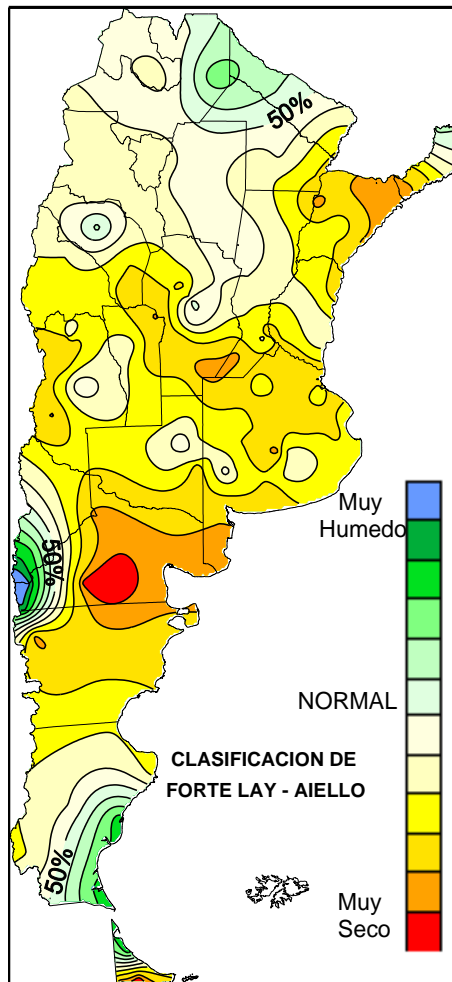 50%
Muy
Humedo
50%
NORMAL
CLASIFICACION DE
FORTE LAY - AIELLO
50%
Muy
Seco